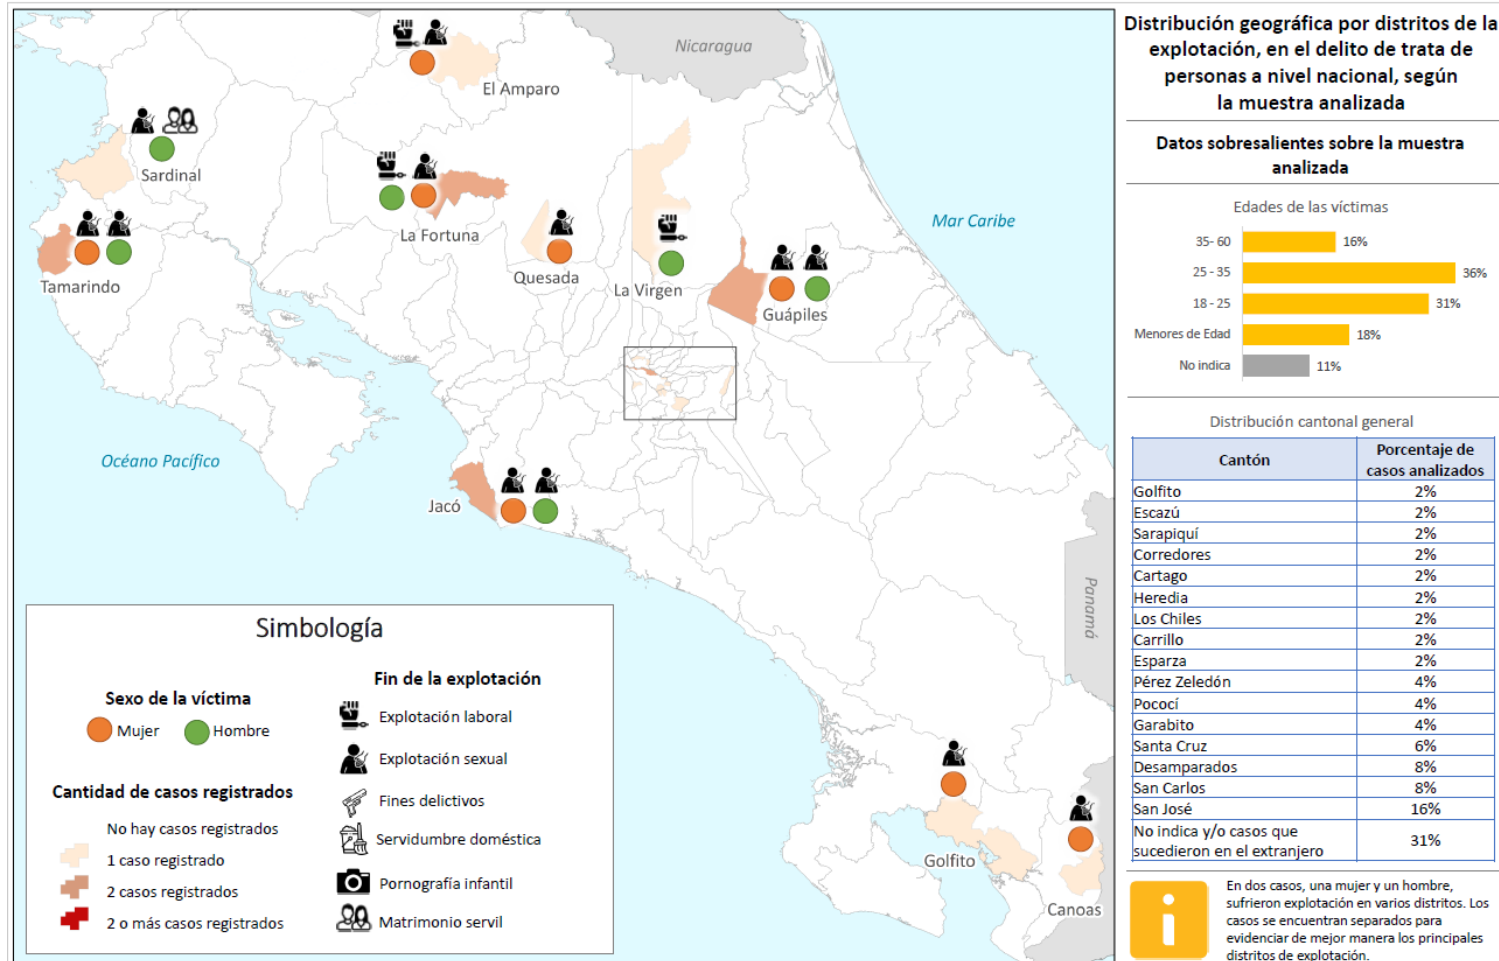 Nicaragua
El Amparo
Sardinal
Mar Caribe
La Fortuna
Tamarindo
Quesada
La Virgen
Guápiles
Océano Pacífico
Jacó
Panamá
Golfito
Canoas
Simbología
Sexo de la víctima
Mujer
Hombre
Cantidad de casos registrados
No hay casos registrados
1 caso registrado
2 casos registrados
2 o más casos registrados
Fin de la explotación
Explotación laboral
Explotación sexual
Fines delictivos
Servidumbre doméstica
Pornografía infantil
Matrimonio servil
Distribución geográfica por distritos de la
explotación, en el delito de trata de
personas a nivel nacional, según
la muestra analizada
Datos sobresalientes sobre la muestra
analizada
Edades de las víctimas
35- 60 16%
25 - 35 36%
18 - 25 31%
Menores de Edad 18%
No indica 11%
Distribución cantonal general
Cantón Porcentaje de
casos analizados
Golfito 2%
Escazú 2%
Sarapiquí 2%
Corredores 2%
Cartago 2%
Heredia 2%
Los Chiles 2%
Carrillo 2%
Esparza 2%
Pérez Zeledón 4%
Pococí 4%
Garabito 4%
Santa Cruz 6%
Desamparados 8%
San Carlos 8%
San José 16%
No indica y/o casos que
sucedieron en el extranjero 31%
En dos casos, una mujer y un hombre,
sufrieron explotación en varios distritos. Los
casos se encuentran separados para
evidenciar de mejor manera los principales
distritos de explotación.